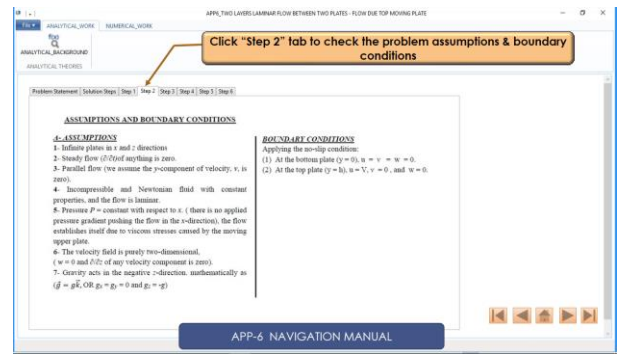 APP6_TWO LAYERS LAMINAR FLOW BETWEEN TWO PLATES - FLOW DUE TOP MOVING PLATE
File
ANALYTICAL_WORK
NUMERICAL_WORK
f(x)
ANALYTICAL_BACKGROUND
ANALYTICAL THEORIES
Click “Step 2” tab to check the problem assumptions & boundary
conditions
Problem Statement | Solution Steps | Step 1 | Step 2 | Step 3 | Step 4 | Step 5 | Step 6
ASSUMPTIONS AND BOUNDARY CONDITIONS
A- ASSUMPTIONS
1- Infinite plates in x and z directions
2- Steady flow (∂/∂t)of anything is zero.
3- Parallel flow (we assume the y-component of velocity, v, is
zero).
4- Incompressible and Newtonian fluid with constant
properties, and the flow is laminar.
5- Pressure P = constant with respect to x. ( there is no applied
pressure gradient pushing the flow in the x-direction), the flow
establishes itself due to viscous stresses caused by the moving
upper plate.
6- The velocity field is purely two-dimensional,
( w = 0 and ∂/∂z of any velocity component is zero).
7- Gravity acts in the negative z-direction, mathematically as
(g⃗ = gk⃗, OR gx = gy = 0 and gz = -g)
BOUNDARY CONDITIONS
Applying the no-slip condition:
(1) At the bottom plate (y = 0), u = v = w = 0.
(2) At the top plate (y = h), u = V, v = 0 , and w = 0.
APP-6 NAVIGATION MANUAL